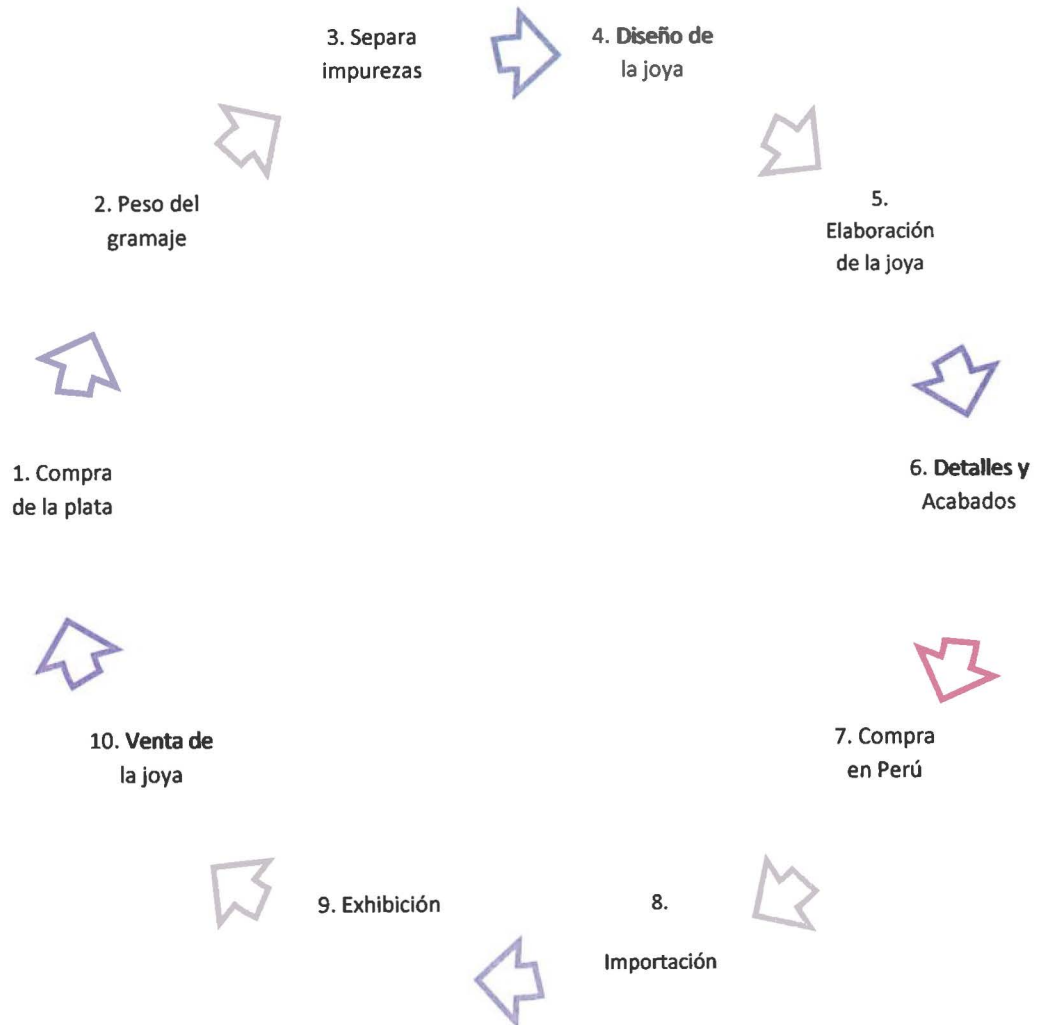 1. Compra
de la plata
2. Peso del
gramaje
3. Separa
impurezas
4. Diseño de
la joya
5.
Elaboración
de la joya
6. Detalles y
Acabados
7. Compra
en Perú
8.
Importación
9. Exhibición
10. Venta de
la joya